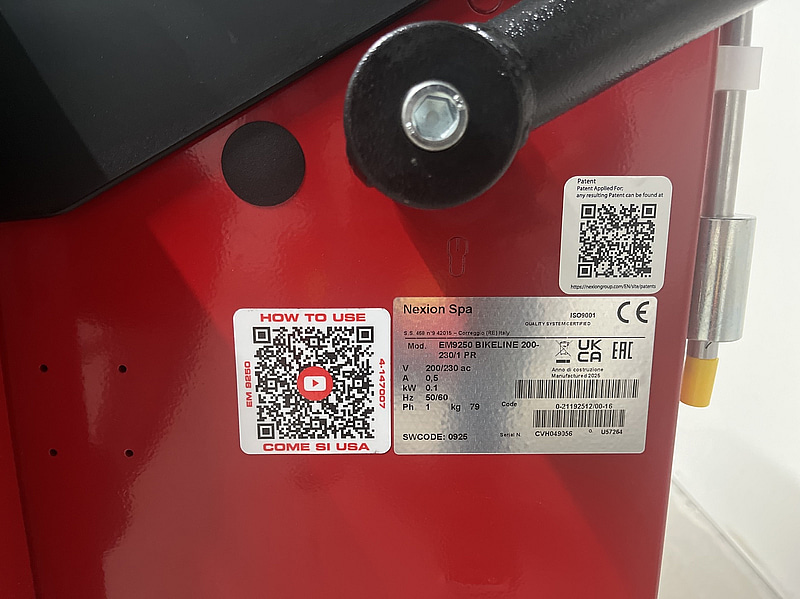 Patent
Patent Applied For:
any resulting Patent can be found at
https://nexiongroup.com/EN/site/patents
HOW TO USE
EM 9250
4-147007
COME SI USA
Nexion Spa
ISO9001
QUALITY SYSTEM CERTIFIED
CE
S.S. 468 n°9 42015 – Correggio (RE) Italy
Mod. EM9250 BIKELINE 200-
230/1 PR
UK
CA
EAC
V 200/230 ac
A 0,5
kW 0.1
Hz 50/60
Ph 1 kg 79
Anno di costruzione
Manufactured 2025
Code 0-21192512/00-16
SWCODE: 0925
Serial N. CVH049056 0 U57264